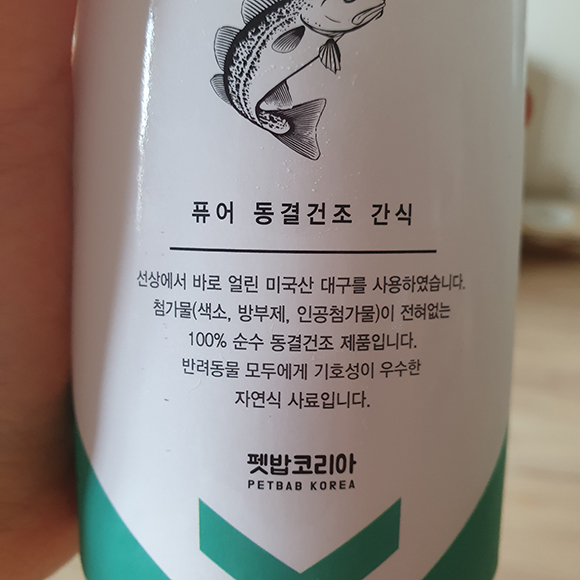 퓨어 동결건조 간식
선상에서 바로 얼린 미국산 대구를 사용하였습니다.
첨가물(색소, 방부제, 인공첨가물)이 전혀없는
100% 순수 동결건조 제품입니다.
반려동물 모두에게 기호성이 우수한
자연식 사료입니다.
펫밥코리아
PETBAB KOREA